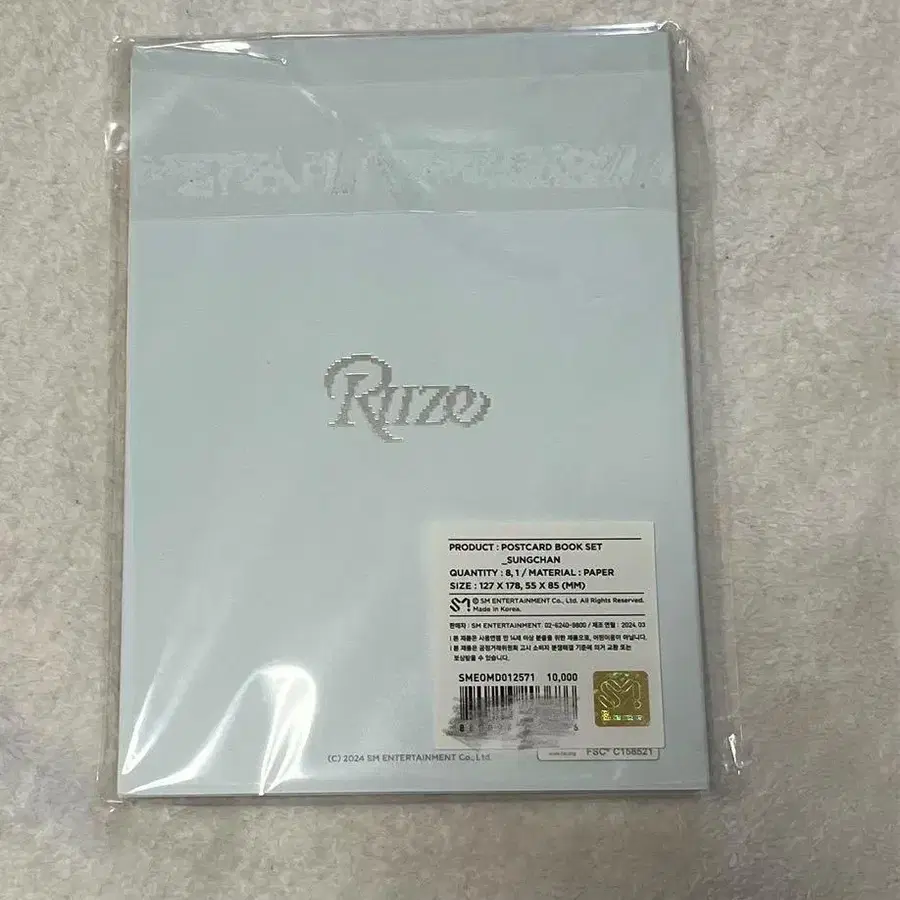 Riize
PRODUCT : POSTCARD BOOK SET
_SUNGCHAN
QUANTITY : 8, 1 / MATERIAL : PAPER
SIZE : 127 X 178, 55 X 85 (MM)
SM ⓒ SM ENTERTAINMENT Co., Ltd. All Rights Reserved.
Made in Korea.
판매자 : SM ENTERTAINMENT. 02-6240-9800 / 제조 연월 : 2024. 03
본 제품은 사용연령 만 14세 이상 분들을 위한 제품으로, 어린이용이 아닙니다.
본 제품은 공정거래위원회 고시 소비자 분쟁해결 기준에 의거 교환 또는
보상받을 수 있습니다.
SMEOMD012571 10,000
SM
(C) 2024 SM ENTERTAINMENT Co., Ltd.
FSC® C158521